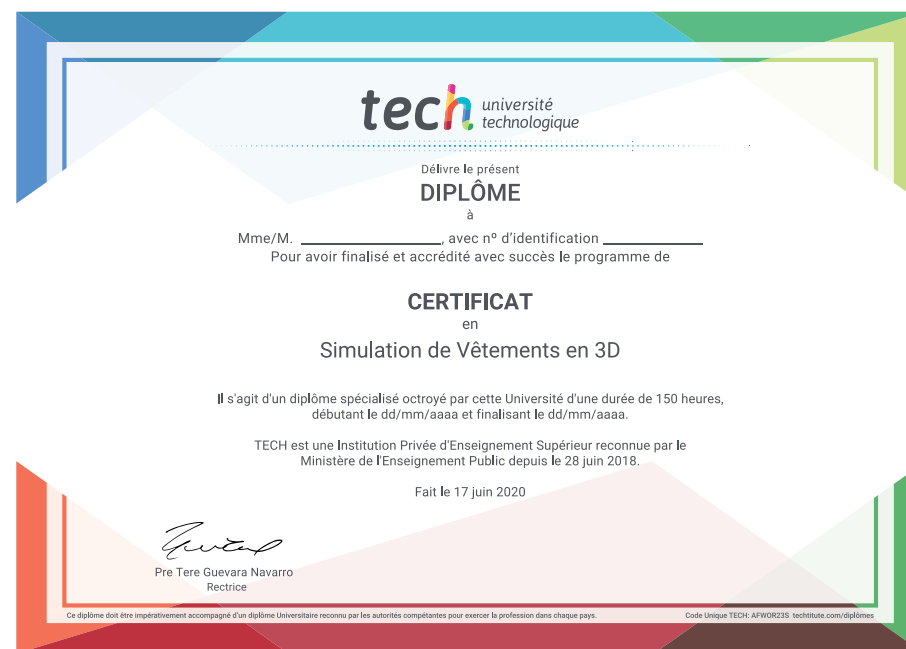 tech université
technologique
Délivre le présent
DIPLÔME
à
Mme/M. ____________________, avec nº d'identification ______________
Pour avoir finalisé et accrédité avec succès le programme de
CERTIFICAT
en
Simulation de Vêtements en 3D
Il s'agit d'un diplôme spécialisé octroyé par cette Université d'une durée de 150 heures,
débutant le dd/mm/aaaa et finalisant le dd/mm/aaaa.
TECH est une Institution Privée d'Enseignement Supérieur reconnue par le
Ministère de l'Enseignement Public depuis le 28 juin 2018.
Fait le 17 juin 2020
Pre Tere Guevara Navarro
Rectrice
Ce diplôme doit être impérativement accompagné d'un diplôme Universitaire reconnu par les autorités compétantes pour exercer la profession dans chaque pays.
Code Unique TECH: AFWOR23S techtitute.com/diplômes